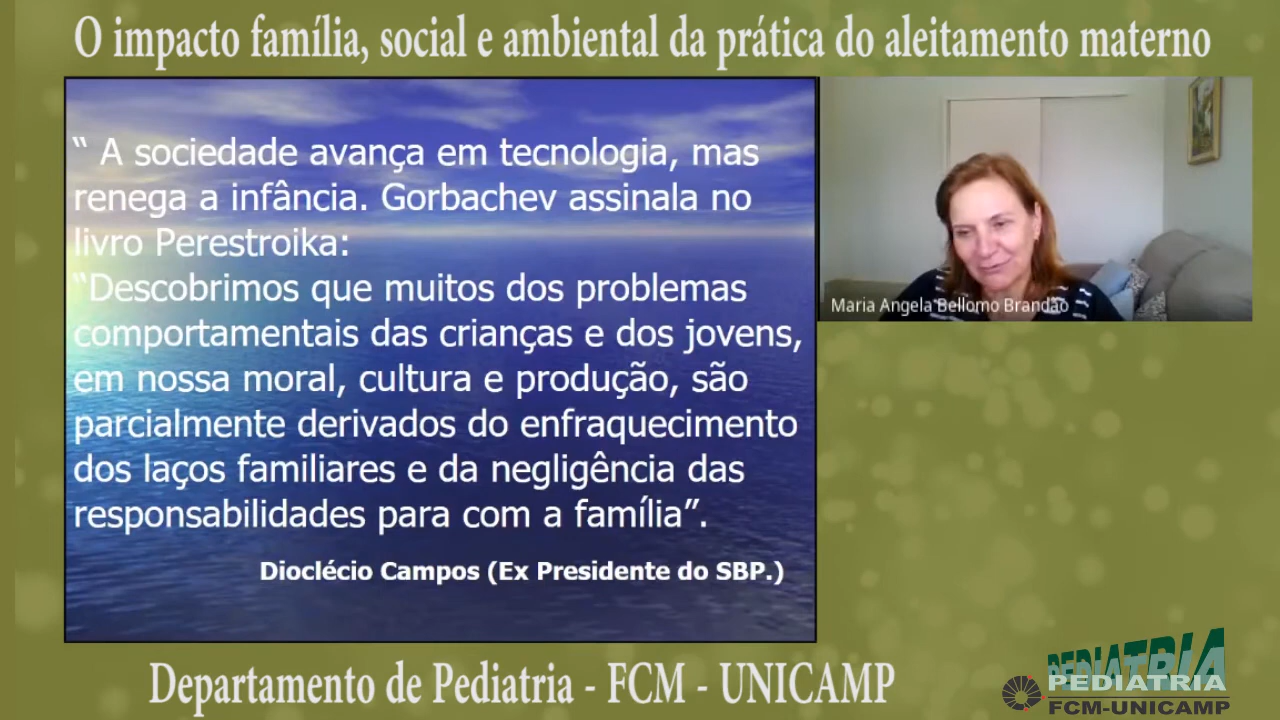 O impacto família, social e ambiental da prática do aleitamento materno
“ A sociedade avança em tecnologia, mas
renega a infância. Gorbachev assinala no
livro Perestroika:
“Descobrimos que muitos dos problemas
comportamentais das crianças e dos jovens,
em nossa moral, cultura e produção, são
parcialmente derivados do enfraquecimento
dos laços familiares e da negligência das
responsabilidades para com a família”.
Dioclécio Campos (Ex Presidente do SBP.)
Maria Angela Bellomo Brandão
Departamento de Pediatria - FCM - UNICAMP
PEDIATRIA
PEDIATRIA
FCM-UNICAMP